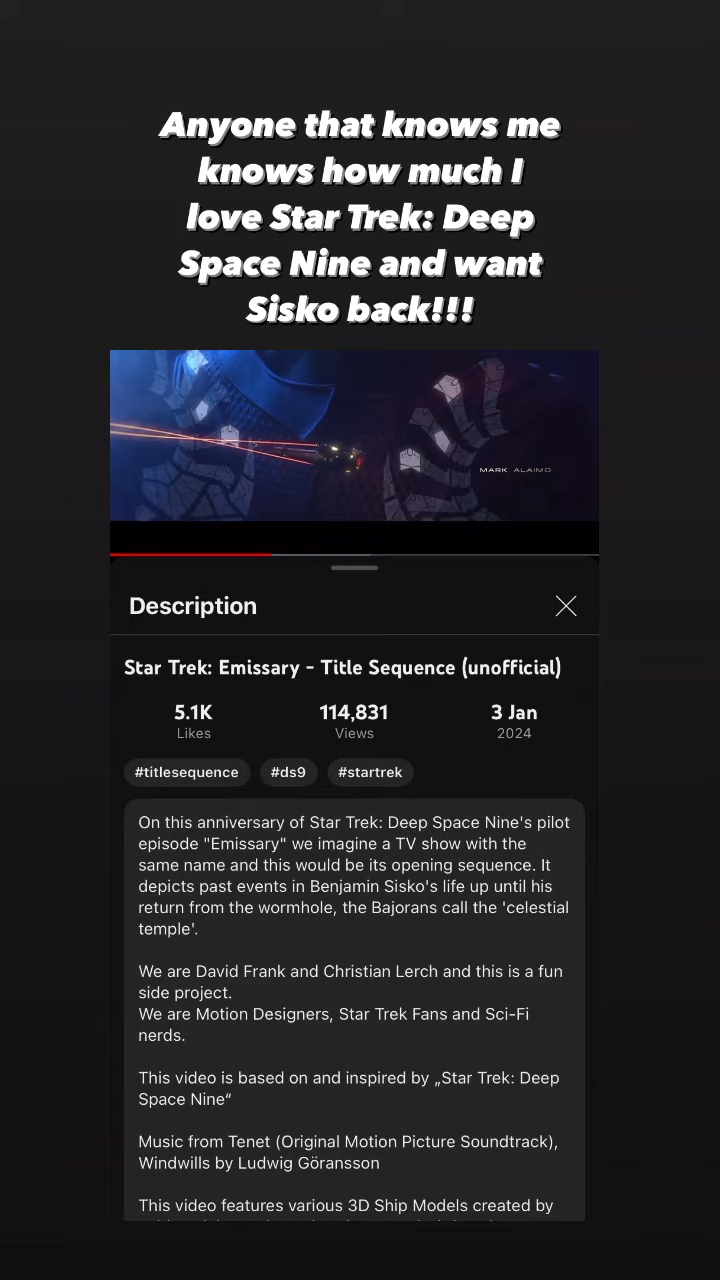 Anyone that knows me
knows how much I
love Star Trek: Deep
Space Nine and want
Sisko back!!!
MARK ALAIMO
Description
Star Trek: Emissary - Title Sequence (unofficial)
5.1K 114,831 3 Jan
Likes Views 2024
#titlesequence #ds9 #startrek
On this anniversary of Star Trek: Deep Space Nine's pilot
episode "Emissary" we imagine a TV show with the
same name and this would be its opening sequence. It
depicts past events in Benjamin Sisko's life up until his
return from the wormhole, the Bajorans call the 'celestial
temple'.
We are David Frank and Christian Lerch and this is a fun
side project.
We are Motion Designers, Star Trek Fans and Sci-Fi
nerds.
This video is based on and inspired by „Star Trek: Deep
Space Nine“
Music from Tenet (Original Motion Picture Soundtrack),
Windwills by Ludwig Göransson
This video features various 3D Ship Models created by